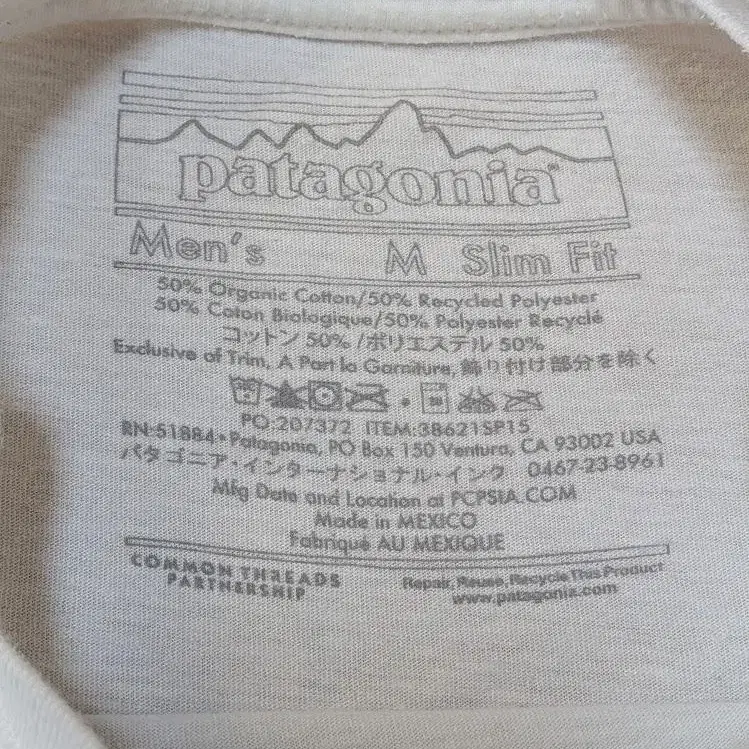 patagonia™
Men's M Slim Fit
50% Organic Cotton/50% Recycled Polyester
50% Coton Biologique/50% Polyester Recyclé
コットン 50% /ポリエステル 50%
Exclusive of Trim, A Part la Garniture, 飾り付け部分を除く
PO:207372 ITEM:38621SP15
RN:51884•Patagonia, PO Box 150 Ventura, CA 93002 USA
パタゴニア・インターナショナル・インク 0467-23-8961
Mfg Date and Location at PCPSIA.COM
Made in MEXICO
Fabriqué AU MEXIQUE
COMMON THREADS
PARTNERSHIP
Repair, Reuse, Recycle This Product
www.patagonia.com